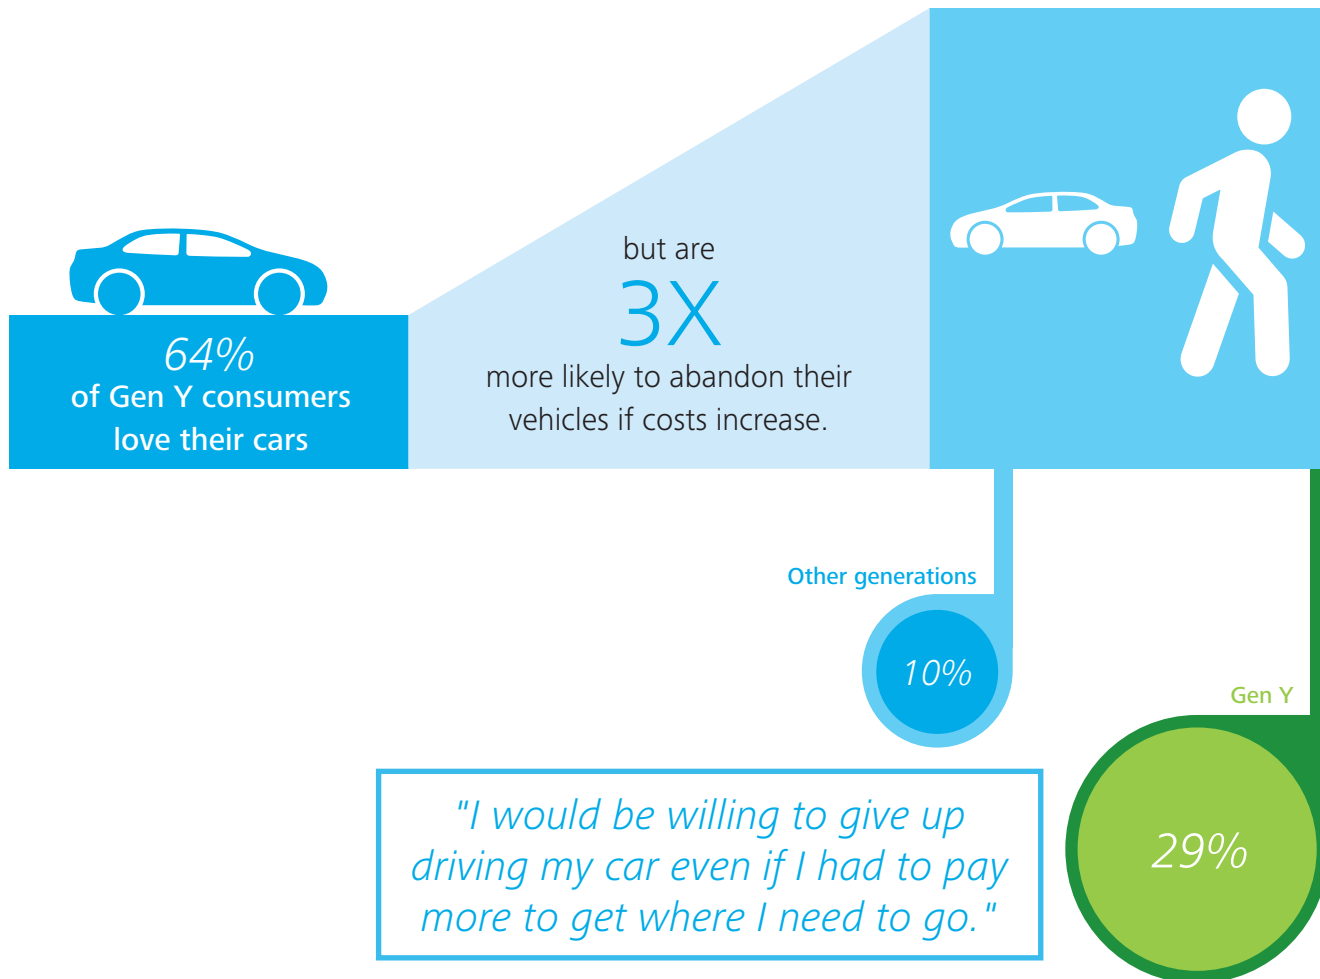 64%
of Gen Y consumers
love their cars
but are
3X
more likely to abandon their
vehicles if costs increase.
Other generations
10%
Gen Y
29%
"I would be willing to give up
driving my car even if I had to pay
more to get where I need to go."